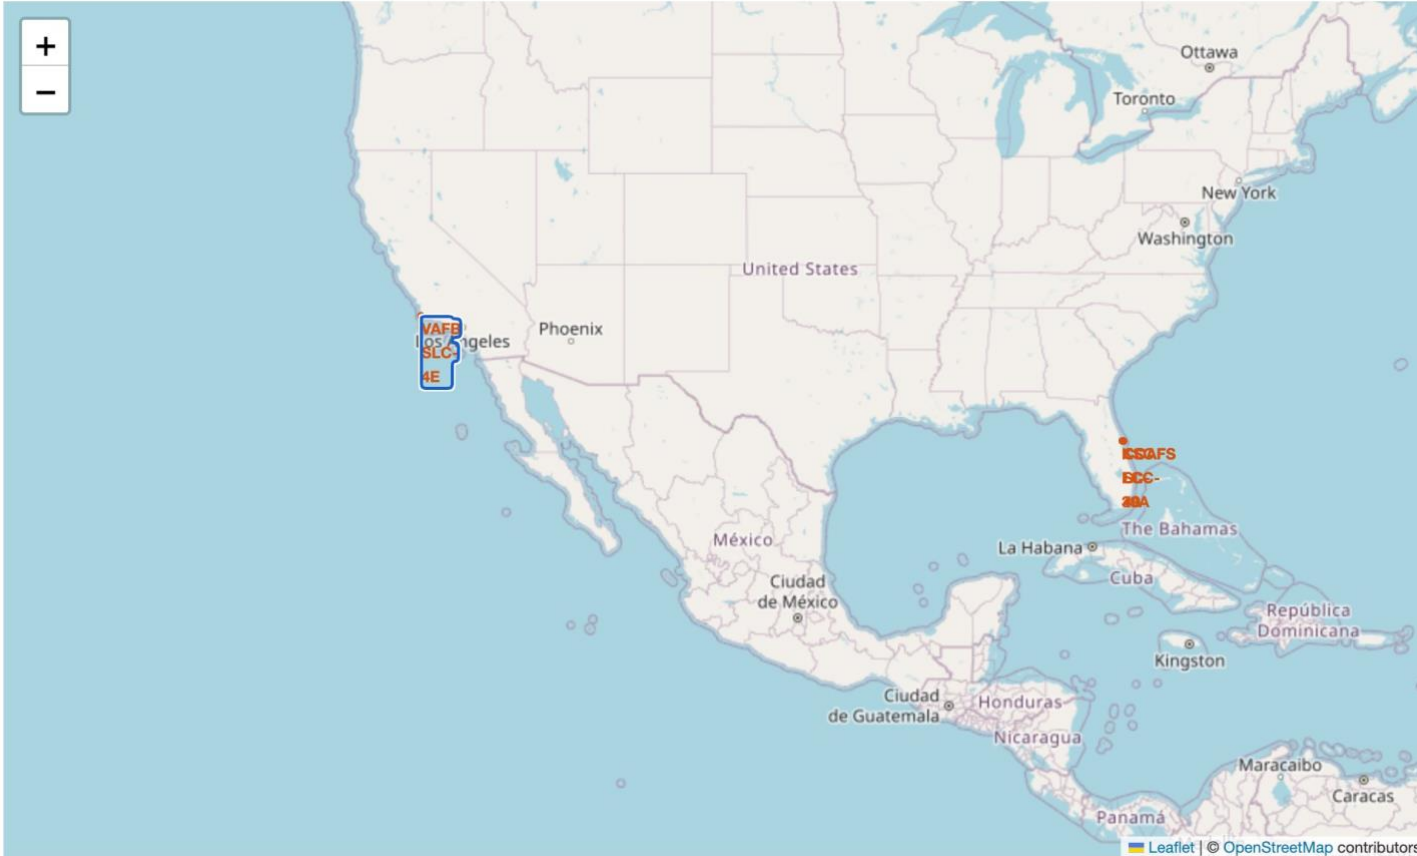 +
−
Ottawa
Toronto
New York
Washington
United States
Phoenix
Los Angeles
VAFB
SLC-
4E
The Bahamas
La Habana
Cuba
México
Ciudad
de México
República
Dominicana
Kingston
Ciudad
de Guatemala
Honduras
Nicaragua
Maracaibo
Caracas
Panamá
Leaflet | © OpenStreetMap contributors